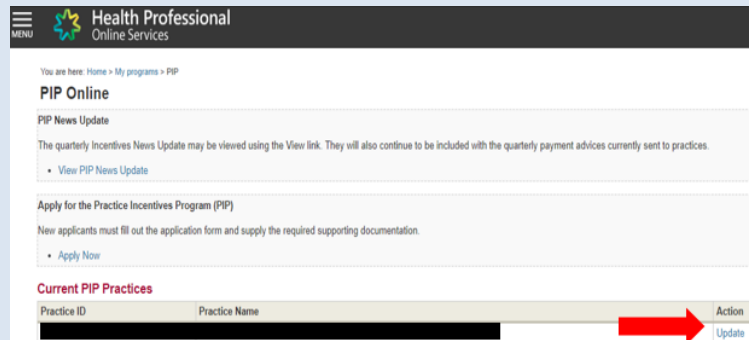 Health Professional
Online Services
MENU
You are here: Home > My programs > PIP
PIP Online
PIP News Update
The quarterly Incentives News Update may be viewed using the View link. They will also continue to be included with the quarterly payment advices currently sent to practices.
View PIP News Update
Apply for the Practice Incentives Program (PIP)
New applicants must fill out the application form and supply the required supporting documentation.
Apply Now
Current PIP Practices
Practice ID Practice Name Action
Update